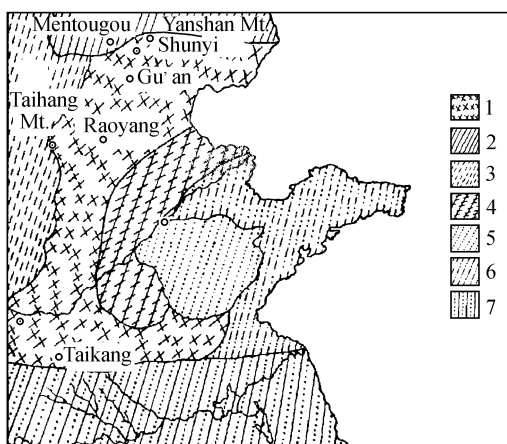 Mentougou Yanshan Mt.
Shunyi
Gu' an
Taihang
Mt.
Raoyang
Taikang
1
2
3
4
5
6
7